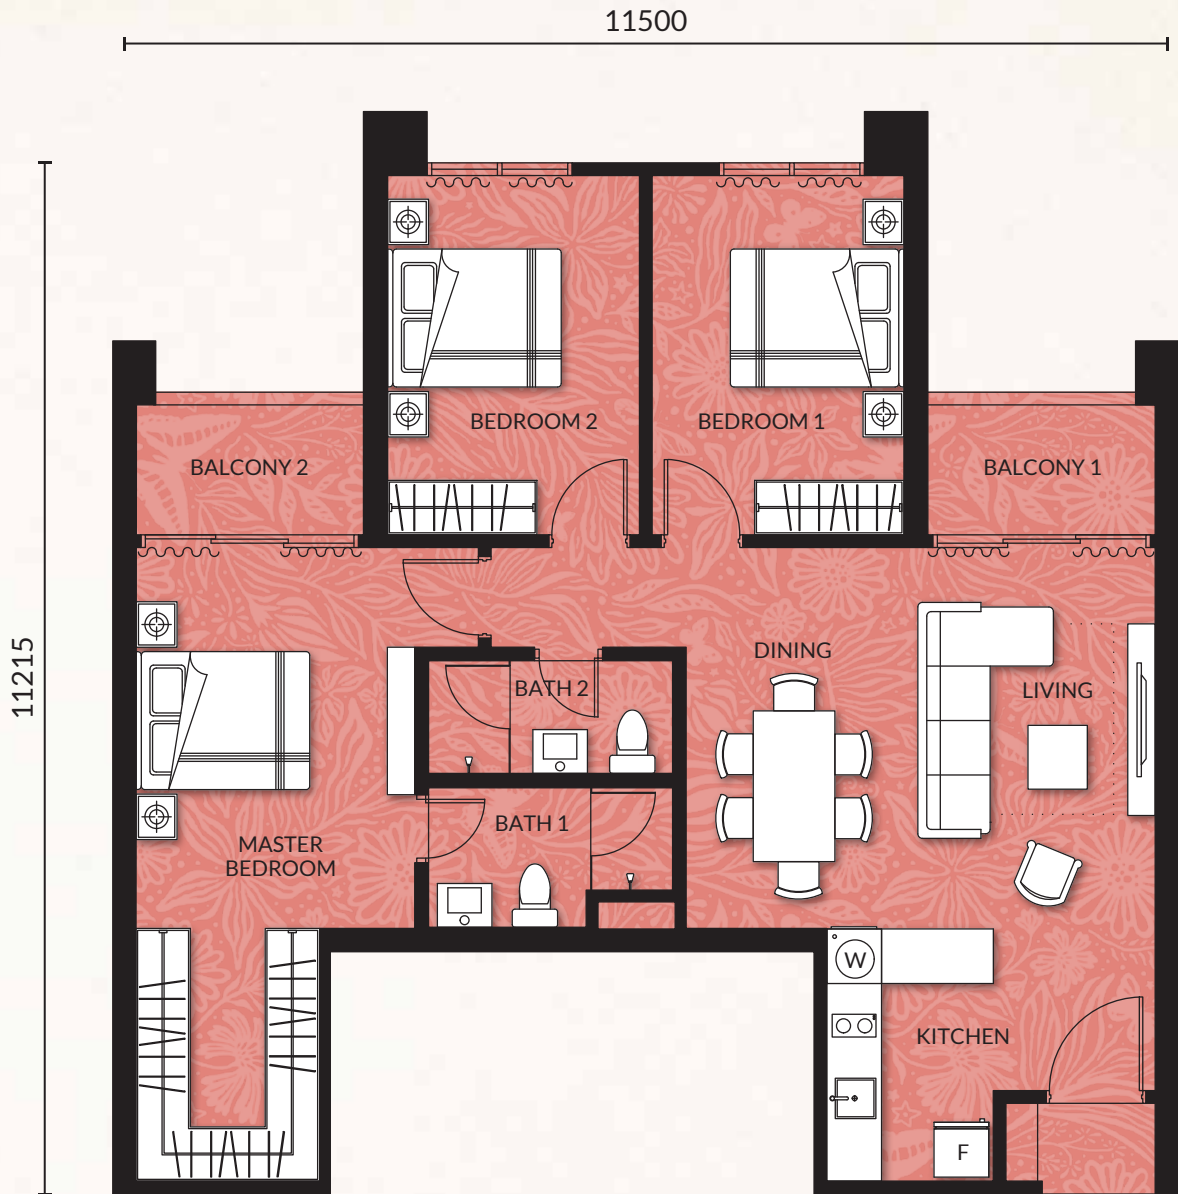 11500
11215
BEDROOM 2
BEDROOM 1
BALCONY 2
BALCONY 1
DINING
BATH 2
LIVING
BATH 1
MASTER
BEDROOM
W
KITCHEN
F